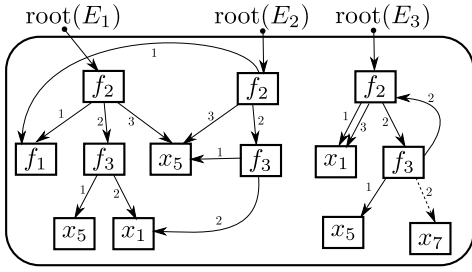 root(E₁) root(E₂) root(E₃)
1
f₂ f₂ f₂
1 2 3 3 2 1 3 2 2
f₁ f₃ x₅ 1 f₃ x₁ f₃
1 2 2 1 2
x₅ x₁ x₅ x₇